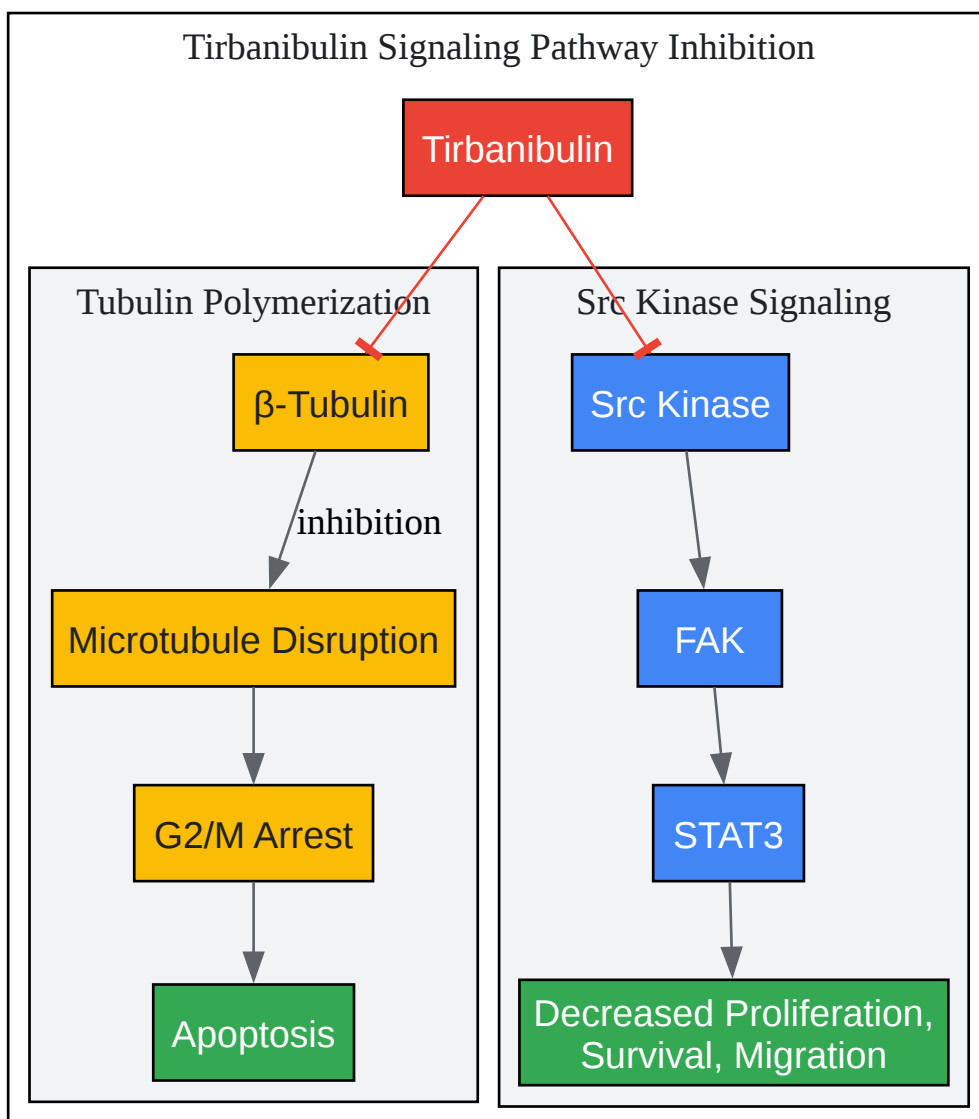 Tirbanibulin Signaling Pathway Inhibition
Tirbanibulin
Tubulin Polymerization
β-Tubulin
inhibition
Microtubule Disruption
G2/M Arrest
Apoptosis
Src Kinase Signaling
Src Kinase
FAK
STAT3
Decreased Proliferation,
Survival, Migration